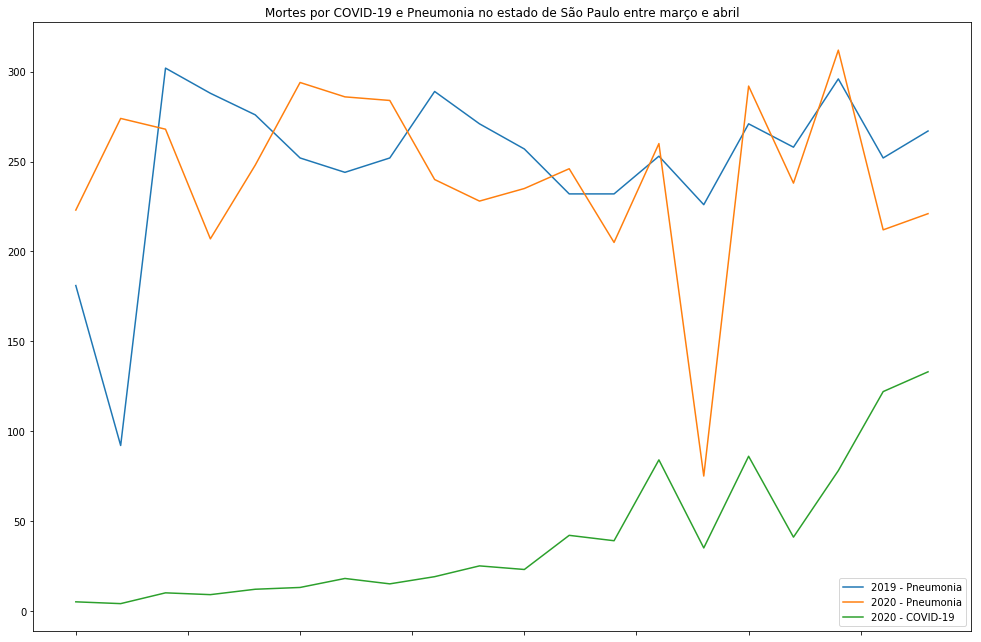 Mortes por COVID-19 e Pneumonia no estado de São Paulo entre março e abril
300
250
200
150
100
50
0
2019 - Pneumonia
2020 - Pneumonia
2020 - COVID-19